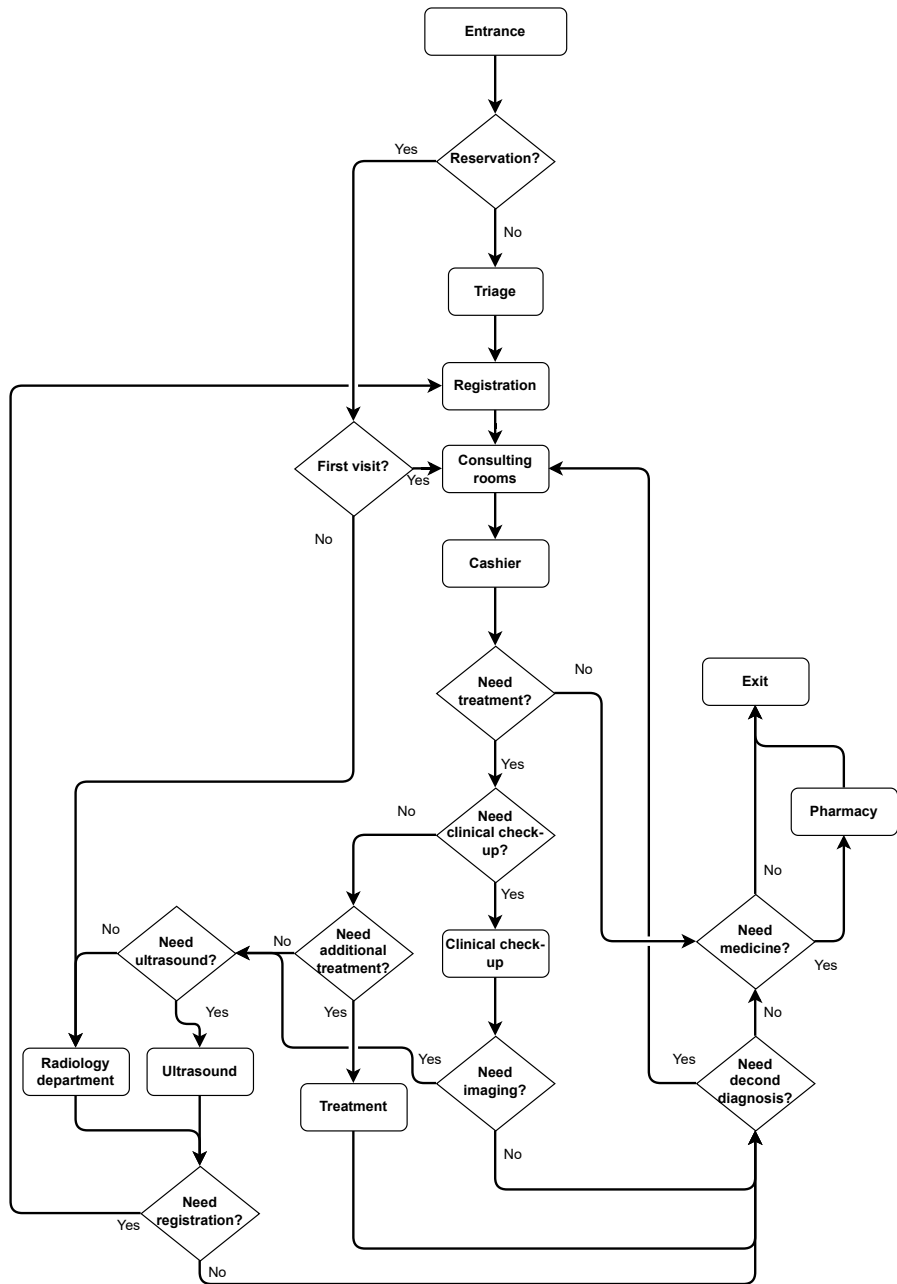 Entrance
Yes
Reservation?
No
Triage
Registration
First visit?
Yes
Consulting
rooms
No
Cashier
Need
treatment?
No
Exit
Yes
Need
clinical check-
up?
No
Pharmacy
Yes
No
No
Need
ultrasound?
No
Need
additional
treatment?
Clinical check-
up
Need
medicine?
Yes
Yes
Yes
No
Radiology
department
Ultrasound
Treatment
Yes
Need
imaging?
Yes
Need
decond
diagnosis?
No
Yes
Need
registration?
No